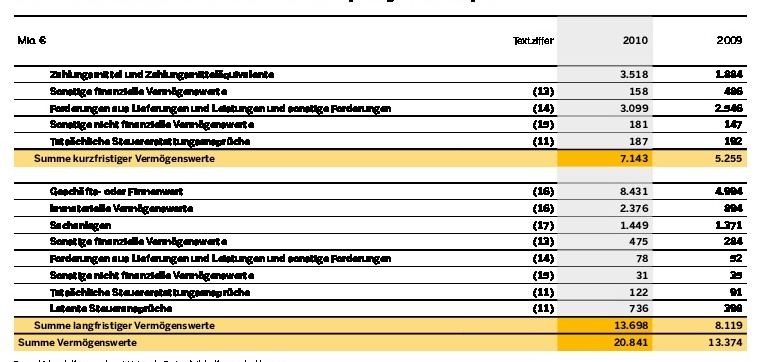 Mio. € Textziffer 2010 2009
Zahlungsmittel und Zahlungsmitteläquivalente 3.518 1.884
Sonstige finanzielle Vermögenswerte (13) 158 486
Forderungen aus Lieferungen und Leistungen und sonstige Forderungen (14) 3.099 2.546
Sonstige nicht finanzielle Vermögenswerte (15) 181 147
Tatsächliche Steuererstattungsansprüche (11) 187 192
Summe kurzfristiger Vermögenswerte 7.143 5.255
Geschäfts- oder Firmenwert (16) 8.431 4.994
Immaterielle Vermögenswerte (16) 2.376 894
Sachanlagen (17) 1.449 1.371
Sonstige finanzielle Vermögenswerte (13) 475 284
Forderungen aus Lieferungen und Leistungen und sonstige Forderungen (14) 78 52
Sonstige nicht finanzielle Vermögenswerte (15) 31 35
Tatsächliche Steuererstattungsansprüche (11) 122 91
Latente Steueransprüche (11) 736 398
Summe langfristiger Vermögenswerte 13.698 8.119
Summe Vermögenswerte 20.841 13.374